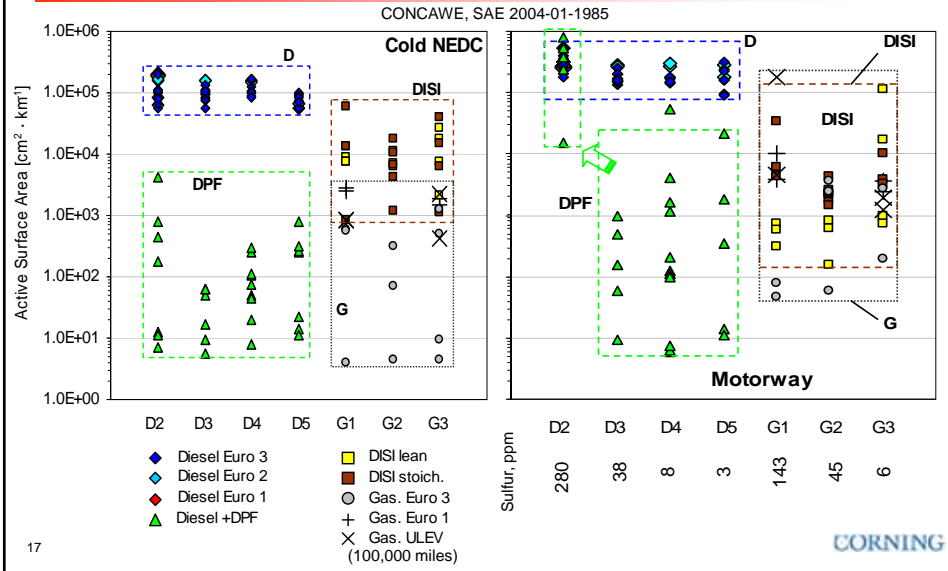 CONCAWE, SAE 2004-01-1985
Active Surface Area [cm² · km¹]
1.0E+06
1.0E+05
1.0E+04
1.0E+03
1.0E+02
1.0E+01
1.0E+00
Cold NEDC
D
DISI
DPF
G
D2 D3 D4 D5 G1 G2 G3
D
DISI
DISI
DPF
G
Motorway
D2 D3 D4 D5 G1 G2 G3
Sulfur, ppm
280 38 8 3 143 45 6
Diesel Euro 3
Diesel Euro 2
Diesel Euro 1
Diesel +DPF
DISI lean
DISI stoich.
Gas. Euro 3
Gas. Euro 1
Gas. ULEV
(100,000 miles)
17
CORNING